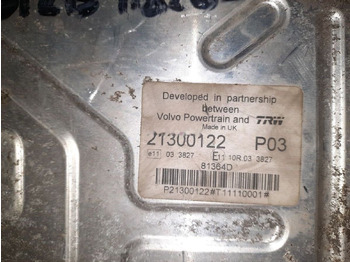 Developed in partnership
between
Volvo Powertrain and TRW
Made in UK
21300122 P03
e11 03 3827 E11 10R 03 3827
81364D
P21300122#T11110001#